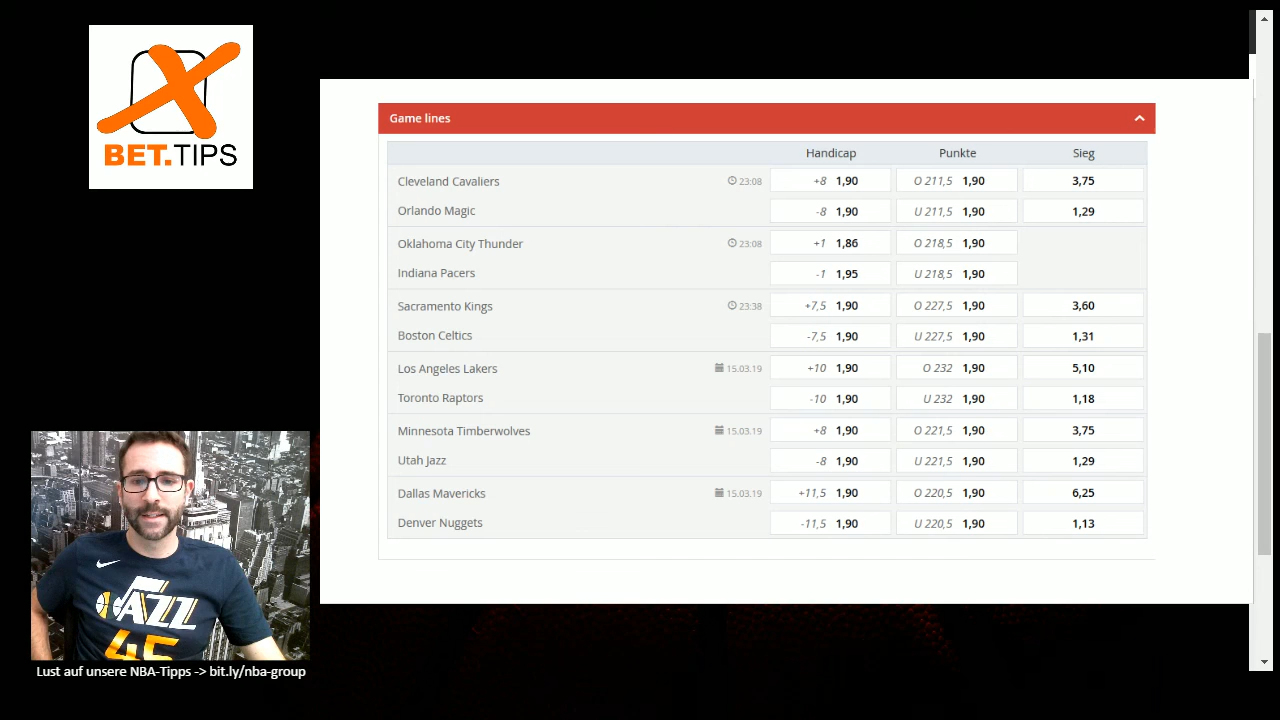 BET.TIPS
Game lines
Handicap Punkte Sieg
Cleveland Cavaliers 23:08 +8 1,90 O 211,5 1,90 3,75
Orlando Magic -8 1,90 U 211,5 1,90 1,29
Oklahoma City Thunder 23:08 +1 1,86 O 218,5 1,90
Indiana Pacers -1 1,95 U 218,5 1,90
Sacramento Kings 23:38 +7,5 1,90 O 227,5 1,90 3,60
Boston Celtics -7,5 1,90 U 227,5 1,90 1,31
Los Angeles Lakers 15.03.19 +10 1,90 O 232 1,90 5,10
Toronto Raptors -10 1,90 U 232 1,90 1,18
Minnesota Timberwolves 15.03.19 +8 1,90 O 221,5 1,90 3,75
Utah Jazz -8 1,90 U 221,5 1,90 1,29
Dallas Mavericks 15.03.19 +11,5 1,90 O 220,5 1,90 6,25
Denver Nuggets -11,5 1,90 U 220,5 1,90 1,13
JAZZ
45
Lust auf unsere NBA-Tipps -> bit.ly/nba-group